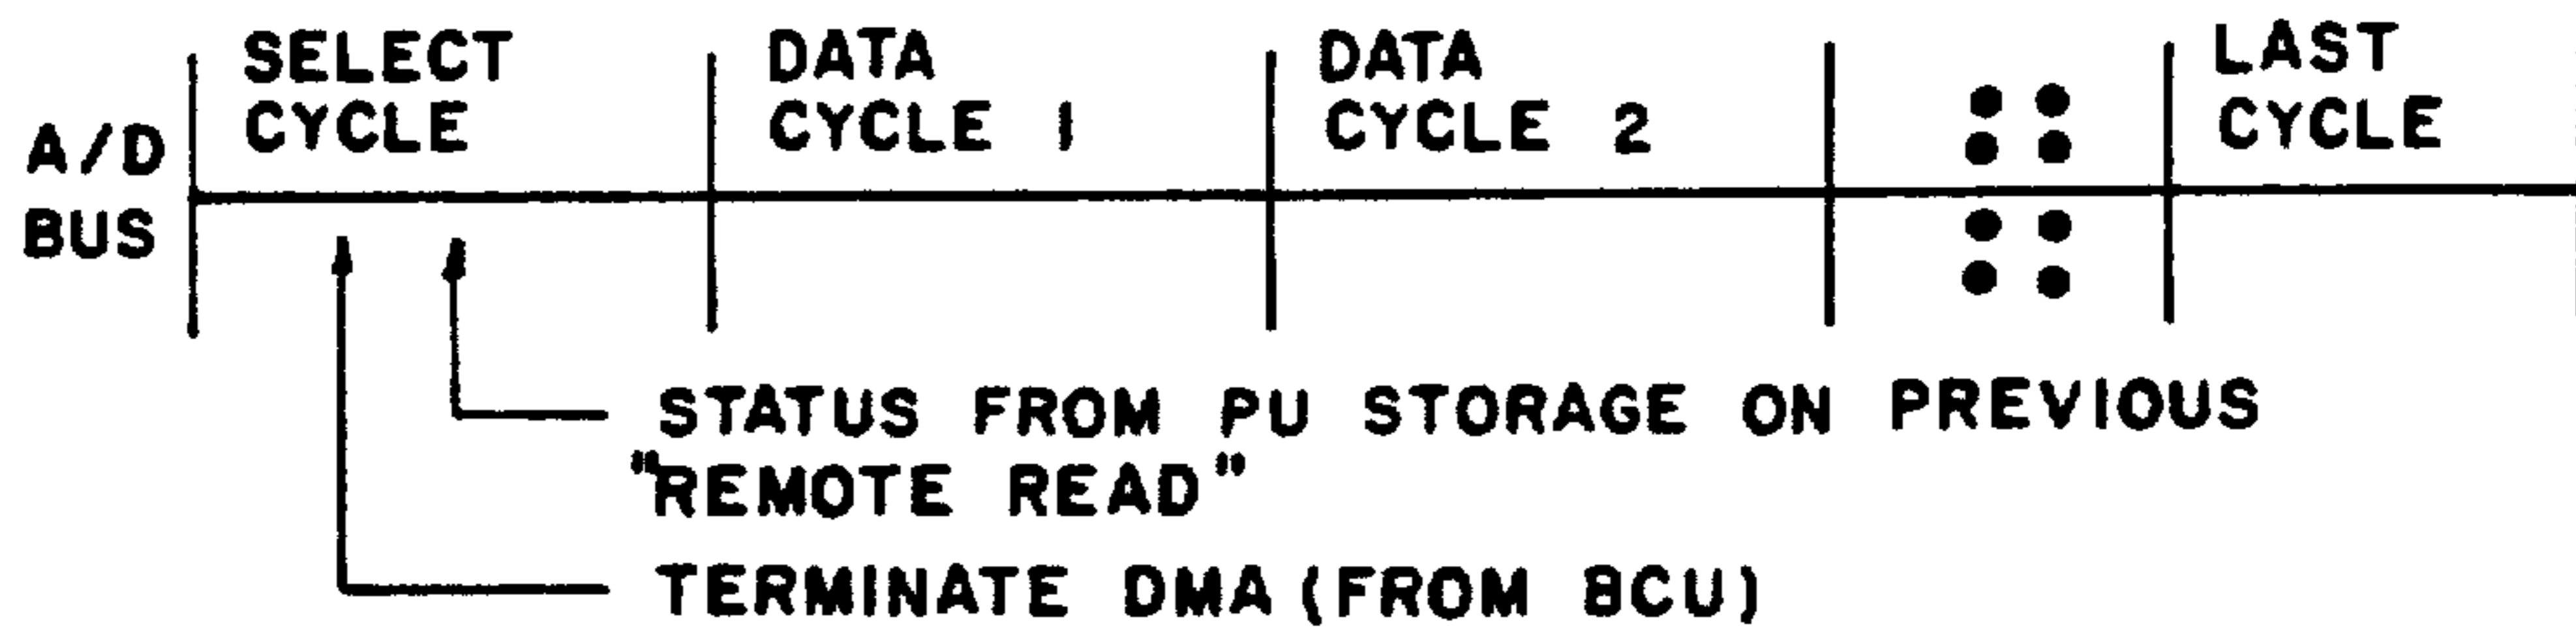 A/D
BUS
SELECT
CYCLE
DATA
CYCLE 1
DATA
CYCLE 2
LAST
CYCLE
STATUS FROM PU STORAGE ON PREVIOUS
"REMOTE READ"
TERMINATE DMA (FROM BCU)